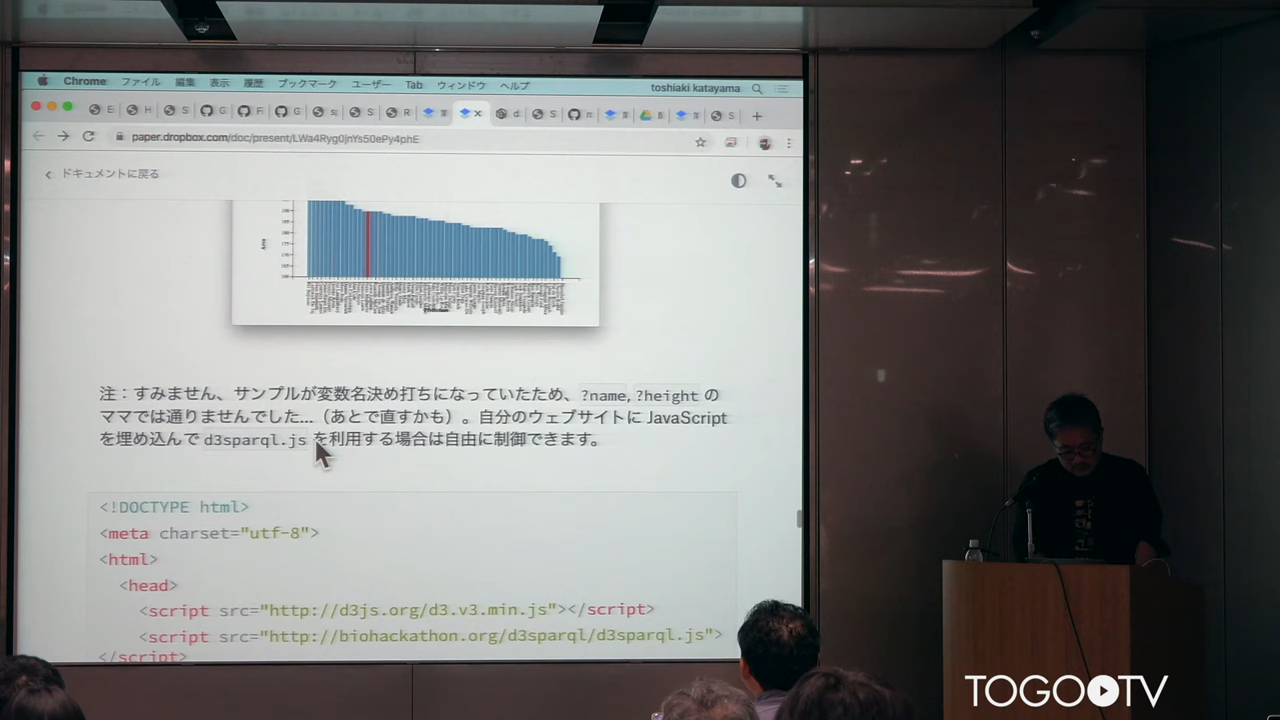 Chrome ファイル 編集 表示 履歴 ブックマーク ユーザー Tab ウィンドウ ヘルプ toshiaki katayama
paper.dropbox.com/doc/present/LWa4Ryg0jnYs50ePy4phE
ドキュメントに戻る
注：すみません、サンプルが変数名決め打ちになっていたため、?name, ?height の
ママでは通りませんでした...（あとで直すかも）。自分のウェブサイトに JavaScript
を埋め込んで d3sparql.js を利用する場合は自由に制御できます。
<!DOCTYPE html>
<meta charset="utf-8">
<html>
<head>
<script src="http://d3js.org/d3.v3.min.js"></script>
<script src="http://biohackathon.org/d3sparql/d3sparql.js">
</script>
TOGOTV